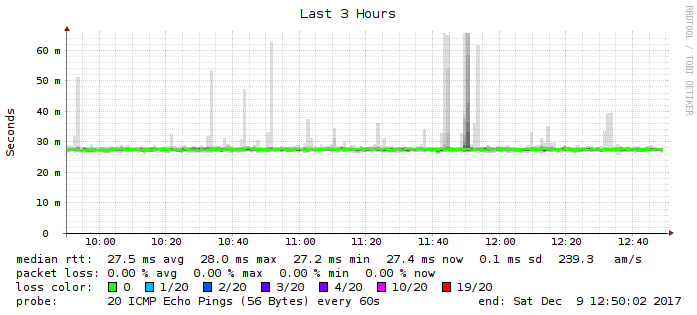 Last 3 Hours
RRDTOOL / TOBI OETIKER
Seconds
60 m
50 m
40 m
30 m
20 m
10 m
0
10:00 10:20 10:40 11:00 11:20 11:40 12:00 12:20 12:40
median rtt: 27.5 ms avg 28.0 ms max 27.2 ms min 27.4 ms now 0.1 ms sd 239.3 am/s
packet loss: 0.00 % avg 0.00 % max 0.00 % min 0.00 % now
loss color: 0 1/20 2/20 3/20 4/20 10/20 19/20
probe: 20 ICMP Echo Pings (56 Bytes) every 60s end: Sat Dec 9 12:50:02 2017